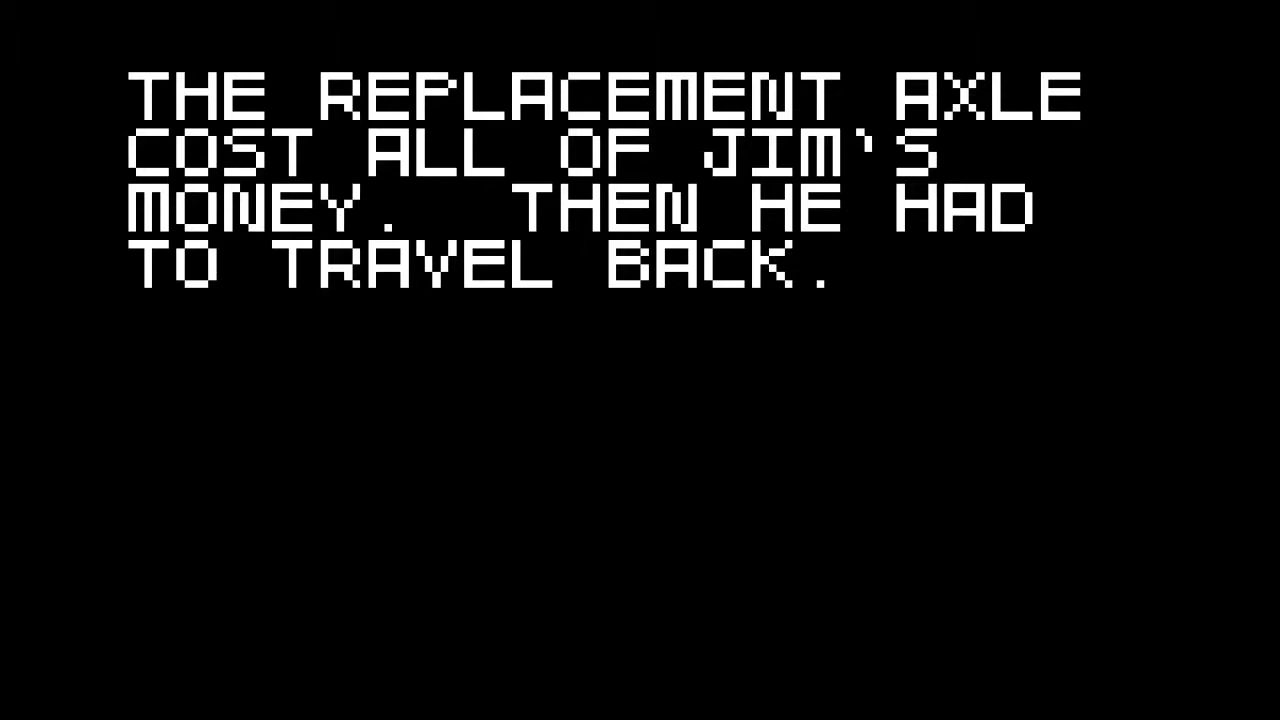 THE REPLACEMENT AXLE
COST ALL OF JIM'S
MONEY.  THEN HE HAD
TO TRAVEL BACK.